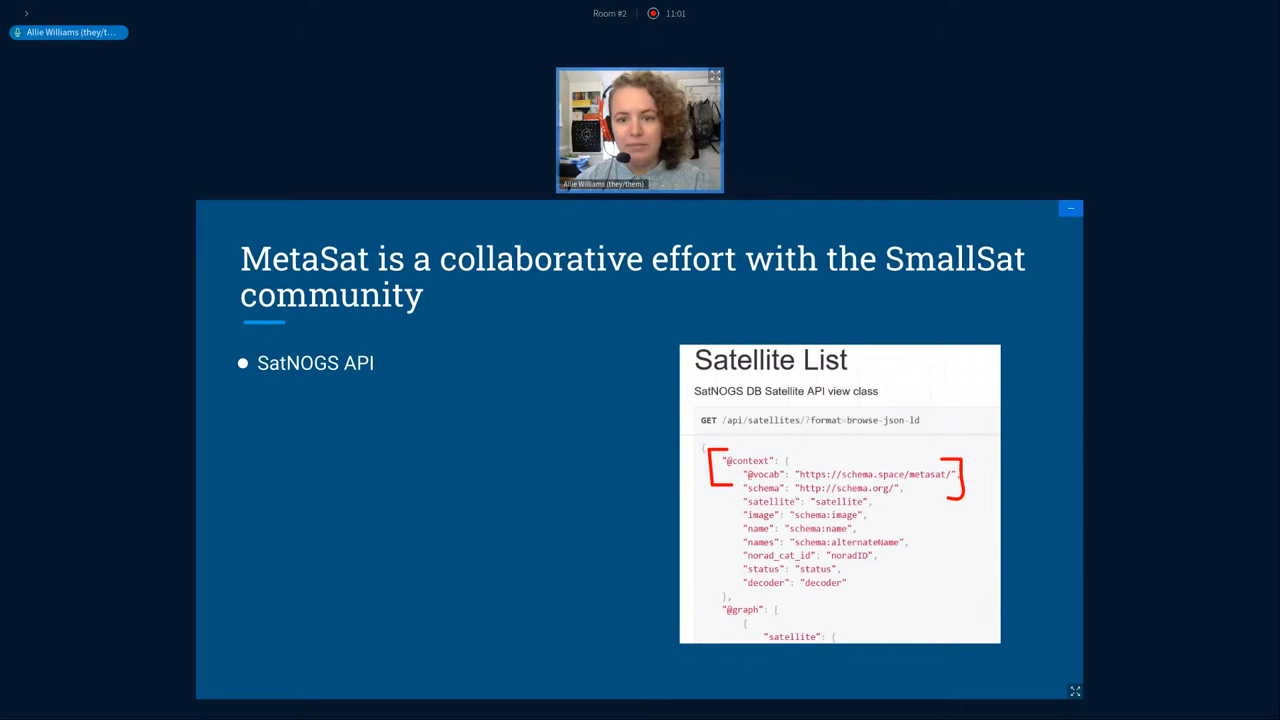 Room #2
11:01
Allie Williams (they/t...
Allie Williams (they/them)
MetaSat is a collaborative effort with the SmallSat
community
SatNOGS API
Satellite List
SatNOGS DB Satellite API view class
GET /api/satellites/?format=browse-json-ld
{
"@context": {
"@vocab": "https://schema.space/metasat/",
"schema": "http://schema.org/",
"satellite": "satellite",
"image": "schema:image",
"name": "schema:name",
"names": "schema:alternateName",
"norad_cat_id": "noradID",
"status": "status",
"decoder": "decoder"
},
"@graph": [
{
"satellite": {